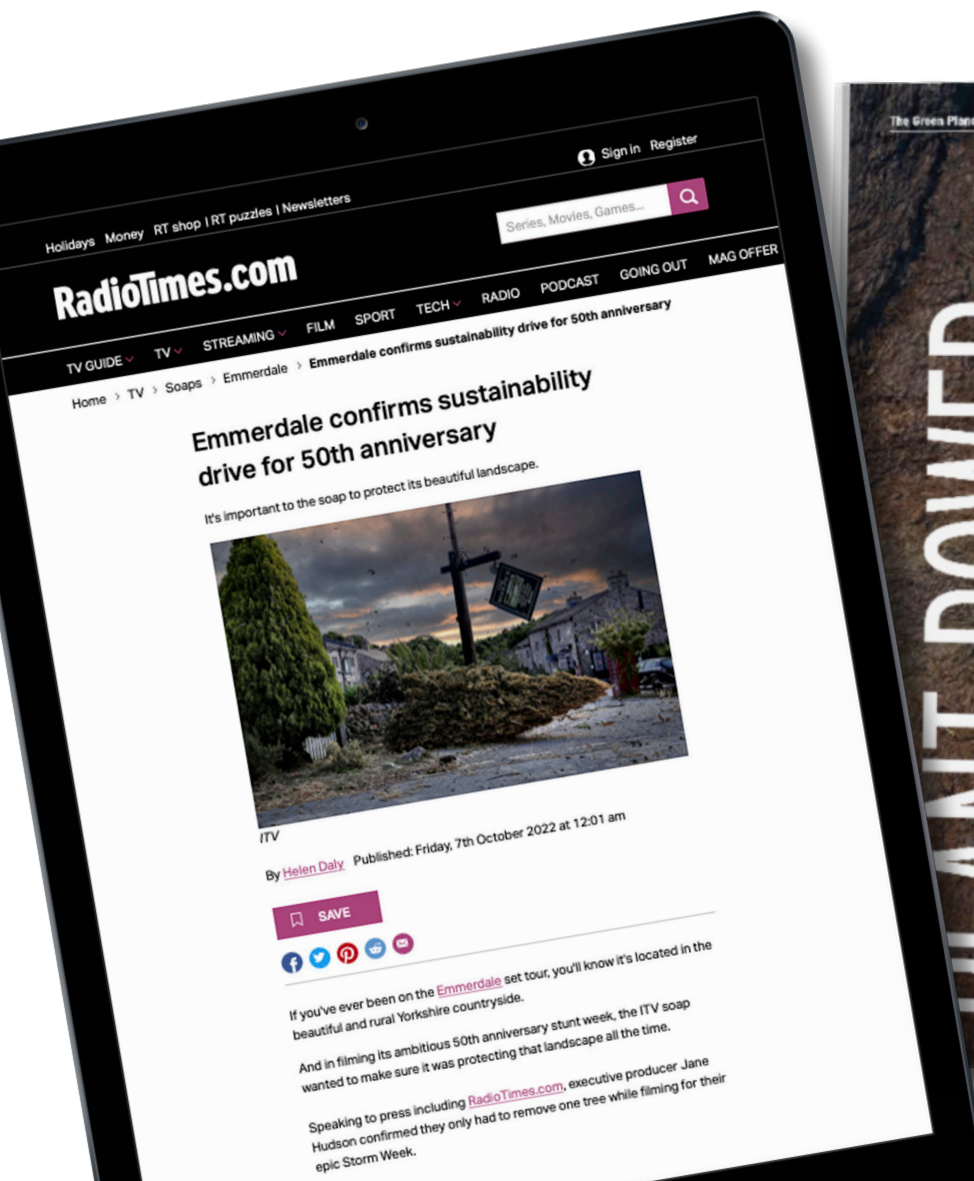 Sign in Register
Holidays Money RT shop | RT puzzles | Newsletters
Series, Movies, Games...
RadioTimes.com
TV GUIDE TV STREAMING FILM SPORT TECH RADIO PODCAST GOING OUT MAG OFFER
Home > TV > Soaps > Emmerdale > Emmerdale confirms sustainability drive for 50th anniversary
Emmerdale confirms sustainability
drive for 50th anniversary
It's important to the soap to protect its beautiful landscape.
ITV
By Helen Daly Published: Friday, 7th October 2022 at 12:01 am
SAVE
If you've ever been on the Emmerdale set tour, you'll know it's located in the
beautiful and rural Yorkshire countryside.
And in filming its ambitious 50th anniversary stunt week, the ITV soap
wanted to make sure it was protecting that landscape all the time.
Speaking to press including RadioTimes.com, executive producer Jane
Hudson confirmed they only had to remove one tree while filming for their
epic Storm Week.
The Green Plane